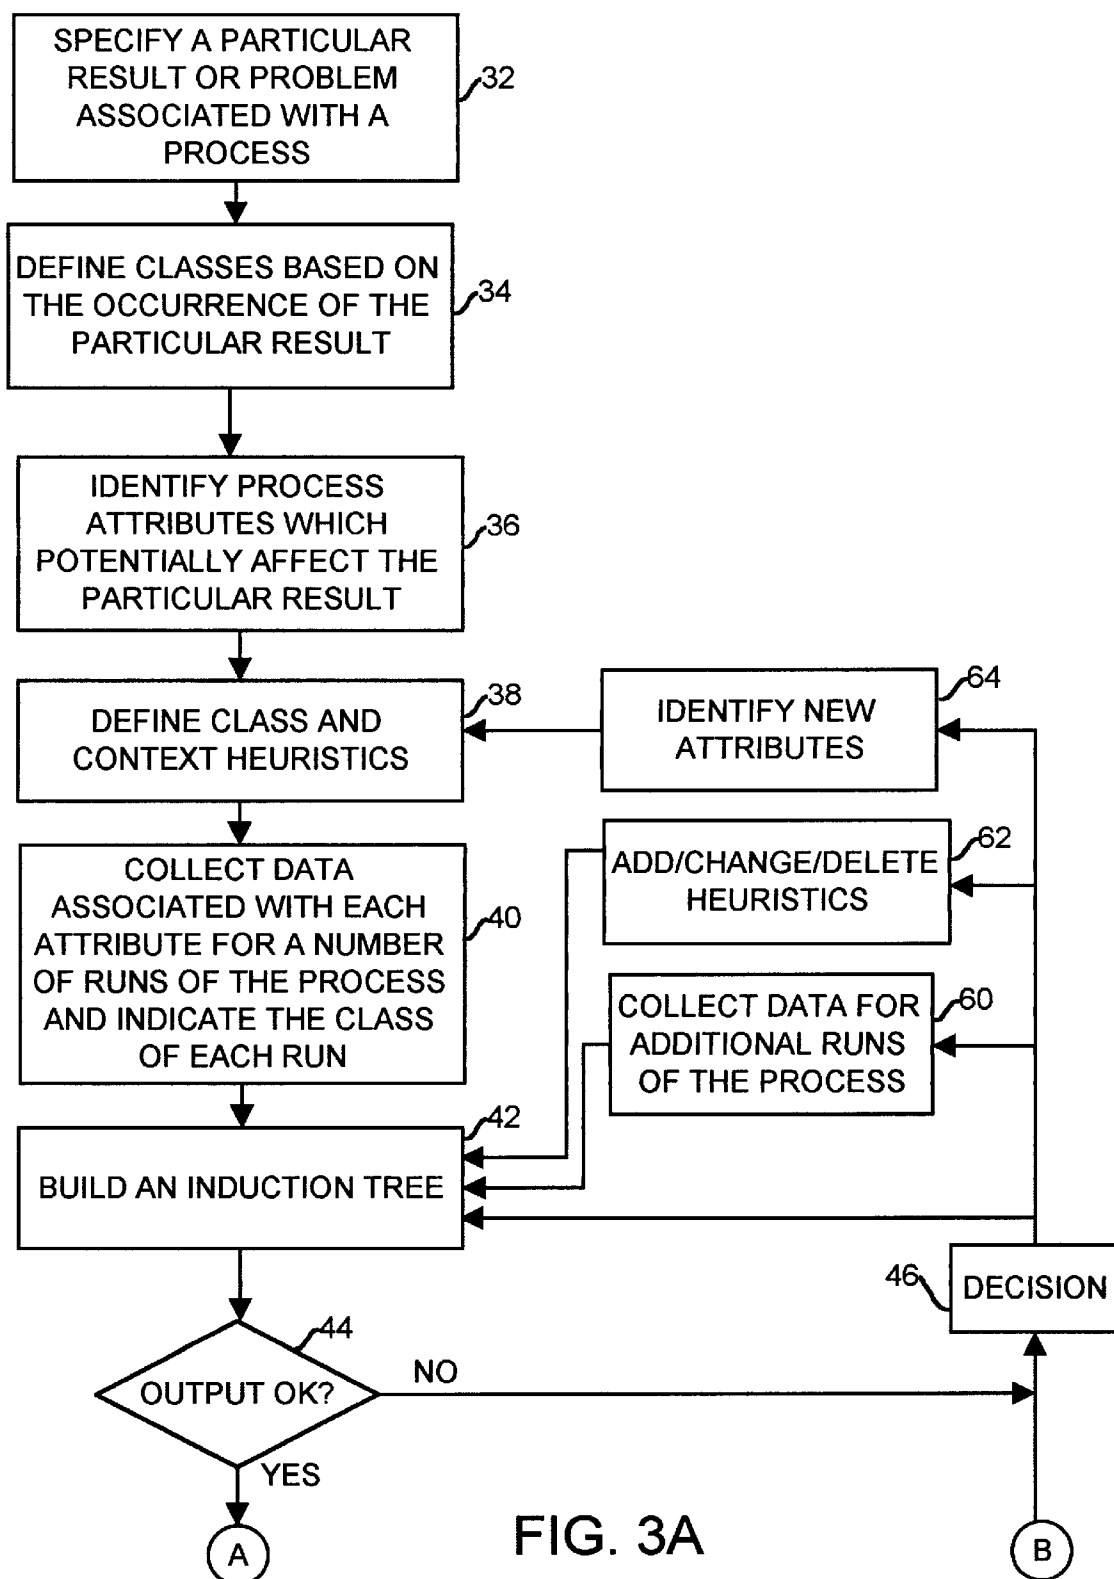 SPECIFY A PARTICULAR
RESULT OR PROBLEM
ASSOCIATED WITH A
PROCESS
32
DEFINE CLASSES BASED ON
THE OCCURRENCE OF THE
PARTICULAR RESULT
34
IDENTIFY PROCESS
ATTRIBUTES WHICH
POTENTIALLY AFFECT THE
PARTICULAR RESULT
36
DEFINE CLASS AND
CONTEXT HEURISTICS
38
IDENTIFY NEW
ATTRIBUTES
64
ADD/CHANGE/DELETE
HEURISTICS
62
COLLECT DATA
ASSOCIATED WITH EACH
ATTRIBUTE FOR A NUMBER
OF RUNS OF THE PROCESS
AND INDICATE THE CLASS
OF EACH RUN
40
COLLECT DATA FOR
ADDITIONAL RUNS
OF THE PROCESS
60
BUILD AN INDUCTION TREE
42
46
DECISION
OUTPUT OK?
44
NO
YES
A
FIG. 3A
B